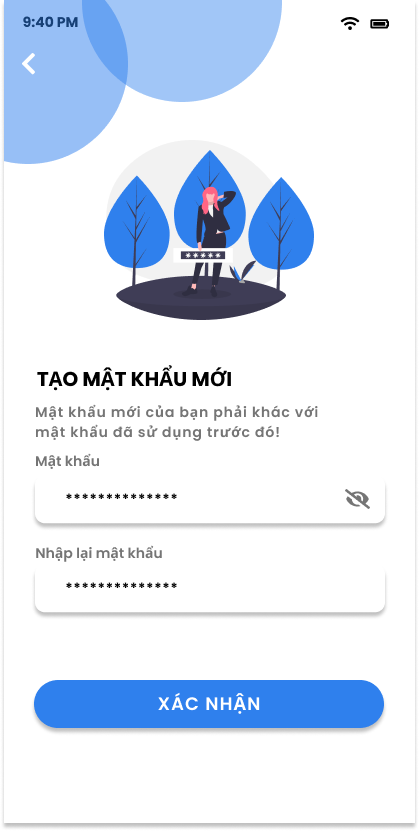 9:40 PM
*****
TẠO MẬT KHẨU MỚI
Mật khẩu mới của bạn phải khác với
mật khẩu đã sử dụng trước đó!
Mật khẩu
**************
Nhập lại mật khẩu
**************
XÁC NHẬN